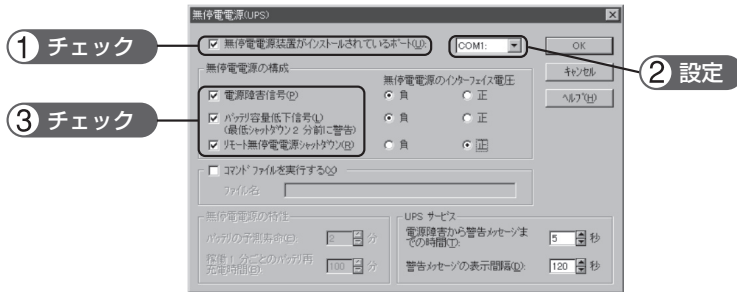 無停電電源(UPS)
① チェック
無停電電源装置がインストールされているポート(U):
COM1:
OK
② 設定
キャンセル
ヘルプ(H)
無停電電源の構成
無停電電源のインターフェイス電圧
③ チェック
電源障害信号(P)
負
正
バッテリ容量低下信号(L)
(最低シャットダウン 2 分前に警告)
負
正
リモート無停電電源シャットダウン(R)
負
正
コマンド ファイルを実行する(X)
ファイル名
無停電電源の特性
バッテリの予測寿命(E):
2
分
稼働 1 分ごとのバッテリ再
充電時間(B):
100
分
UPS サービス
電源障害から警告メッセージま
での時間(T):
5
秒
警告メッセージの表示間隔(D):
120
秒